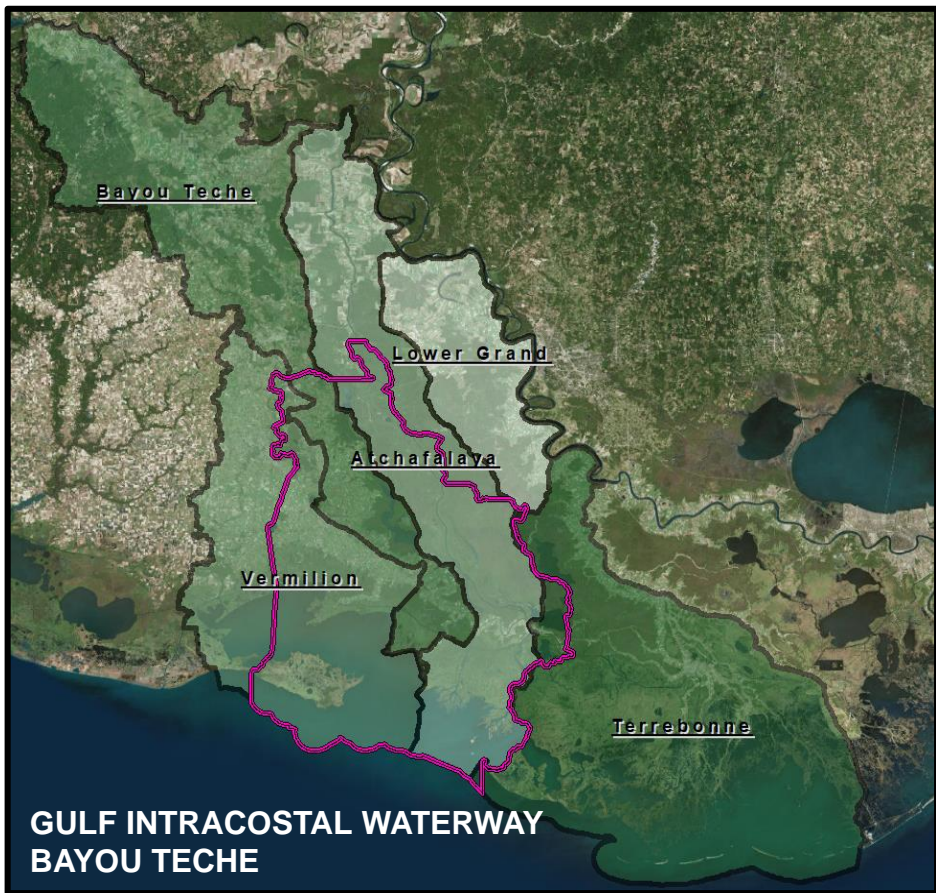 Bayou Teche
Lower Grand
Atchafalaya
Vermilion
Terrebonne
GULF INTRACOSTAL WATERWAY
BAYOU TECHE